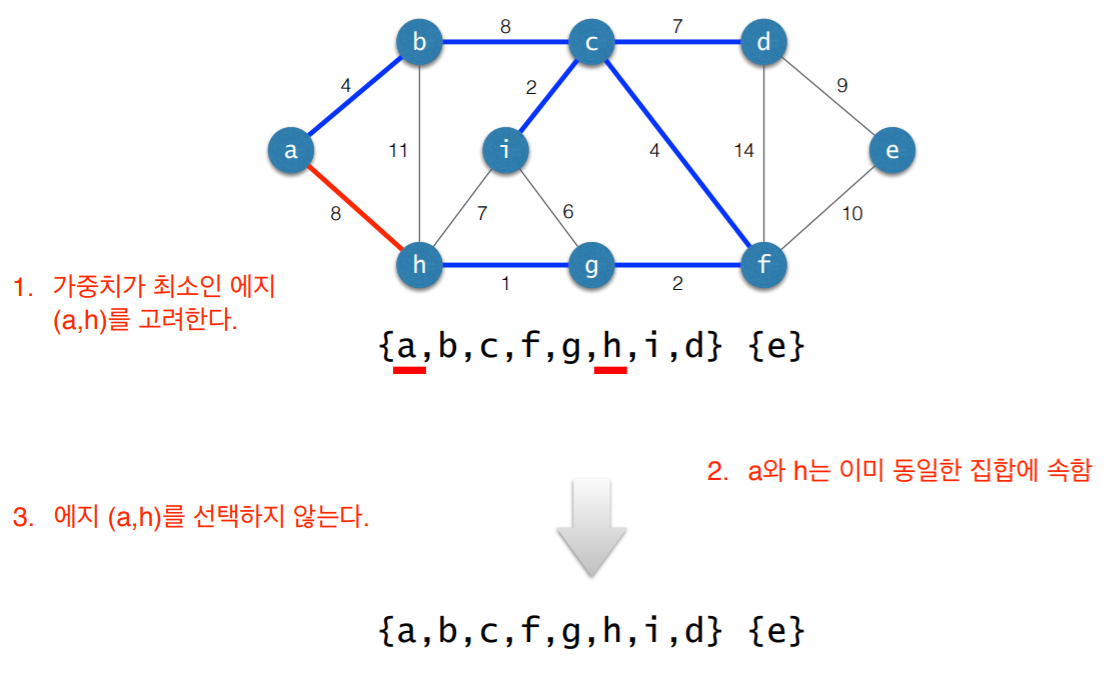 8
7
b
c
d
4
2
9
a
11
i
4
14
e
8
7
6
10
h
g
f
1
2
1. 가중치가 최소인 에지
(a,h)를 고려한다.
{a,b,c,f,g,h,i,d} {e}
2. a와 h는 이미 동일한 집합에 속함
3. 에지 (a,h)를 선택하지 않는다.
{a,b,c,f,g,h,i,d} {e}